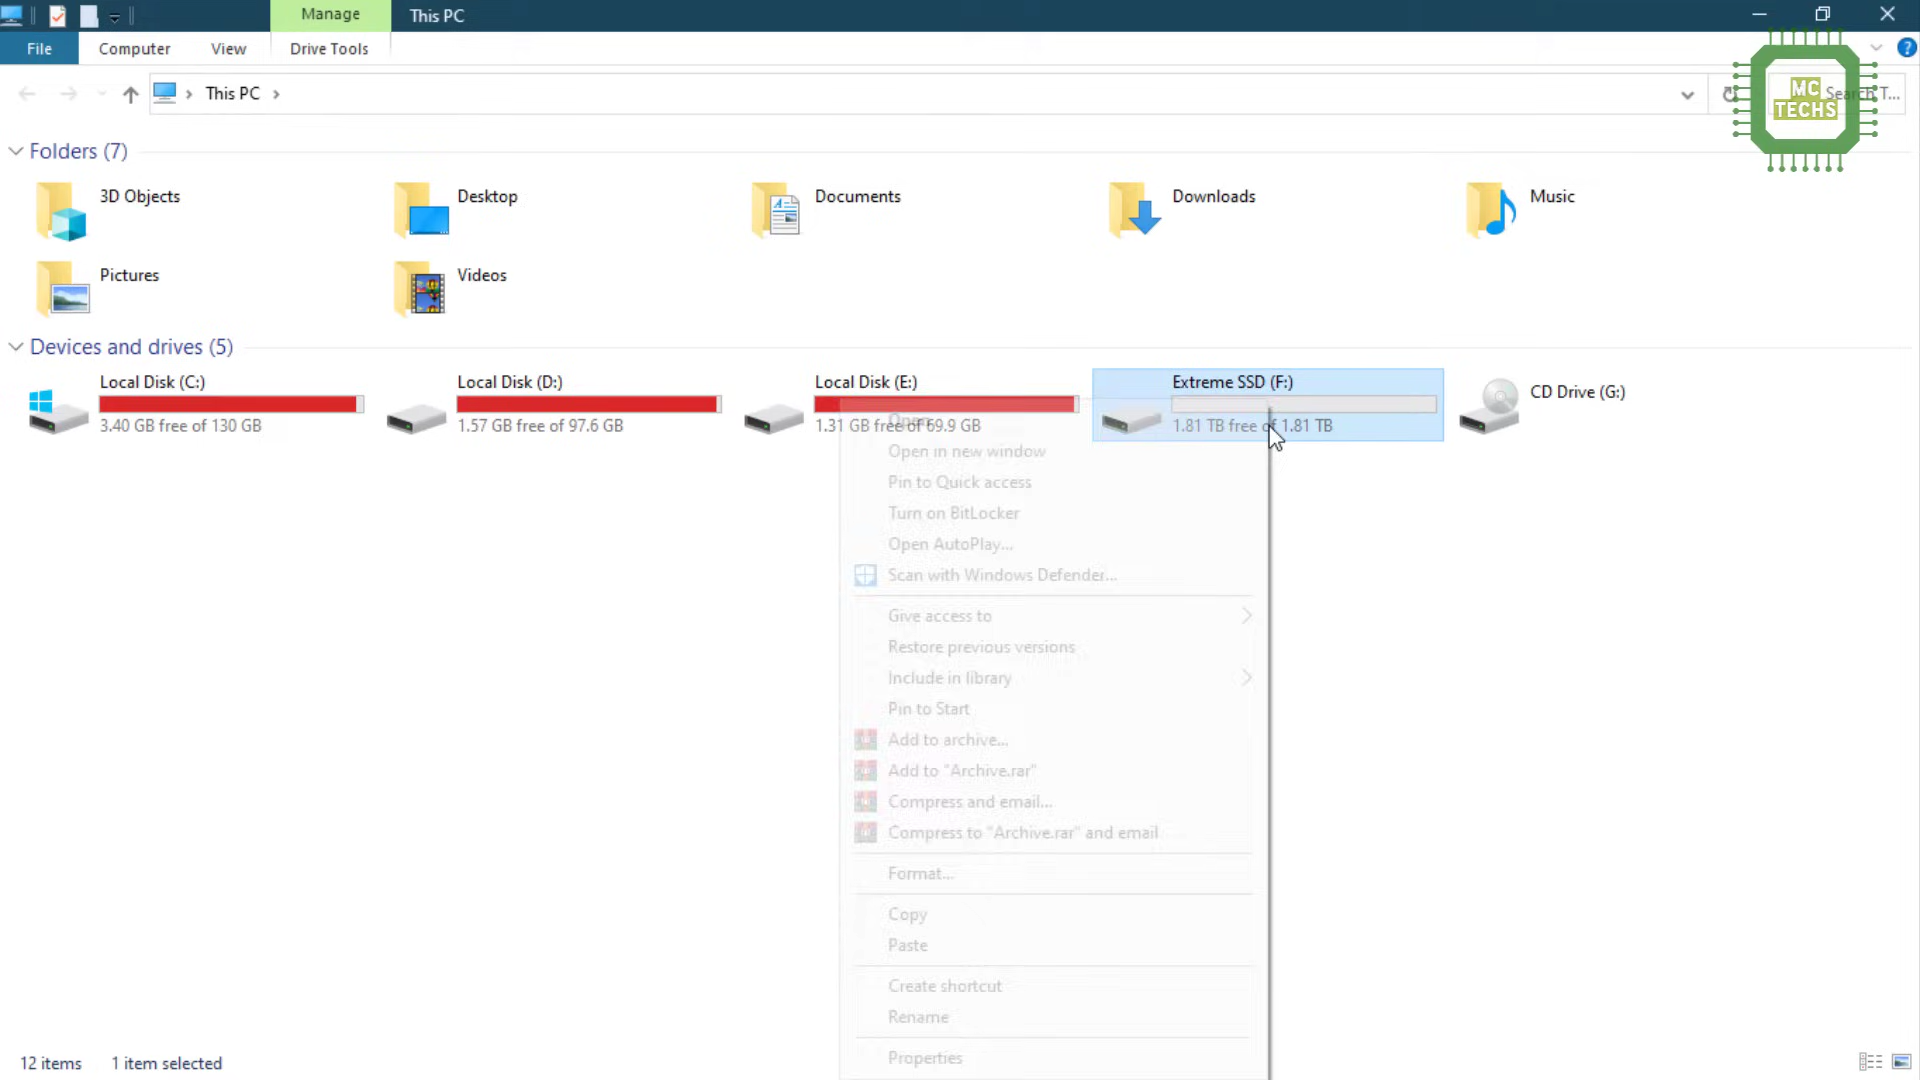 Manage
This PC
File
Computer
View
Drive Tools
This PC
Search T...
MC
TECHS
Folders (7)
3D Objects
Desktop
Documents
Downloads
Music
Pictures
Videos
Devices and drives (5)
Local Disk (C:)
3.40 GB free of 130 GB
Local Disk (D:)
1.57 GB free of 97.6 GB
Local Disk (E:)
1.31 GB free of 69.9 GB
Extreme SSD (F:)
1.81 TB free of 1.81 TB
CD Drive (G:)
Open
Open in new window
Pin to Quick access
Turn on BitLocker
Open AutoPlay...
Scan with Windows Defender...
Give access to
Restore previous versions
Include in library
Pin to Start
Add to archive...
Add to "Archive.rar"
Compress and email...
Compress to "Archive.rar" and email
Format...
Copy
Paste
Create shortcut
Rename
Properties
12 items
1 item selected